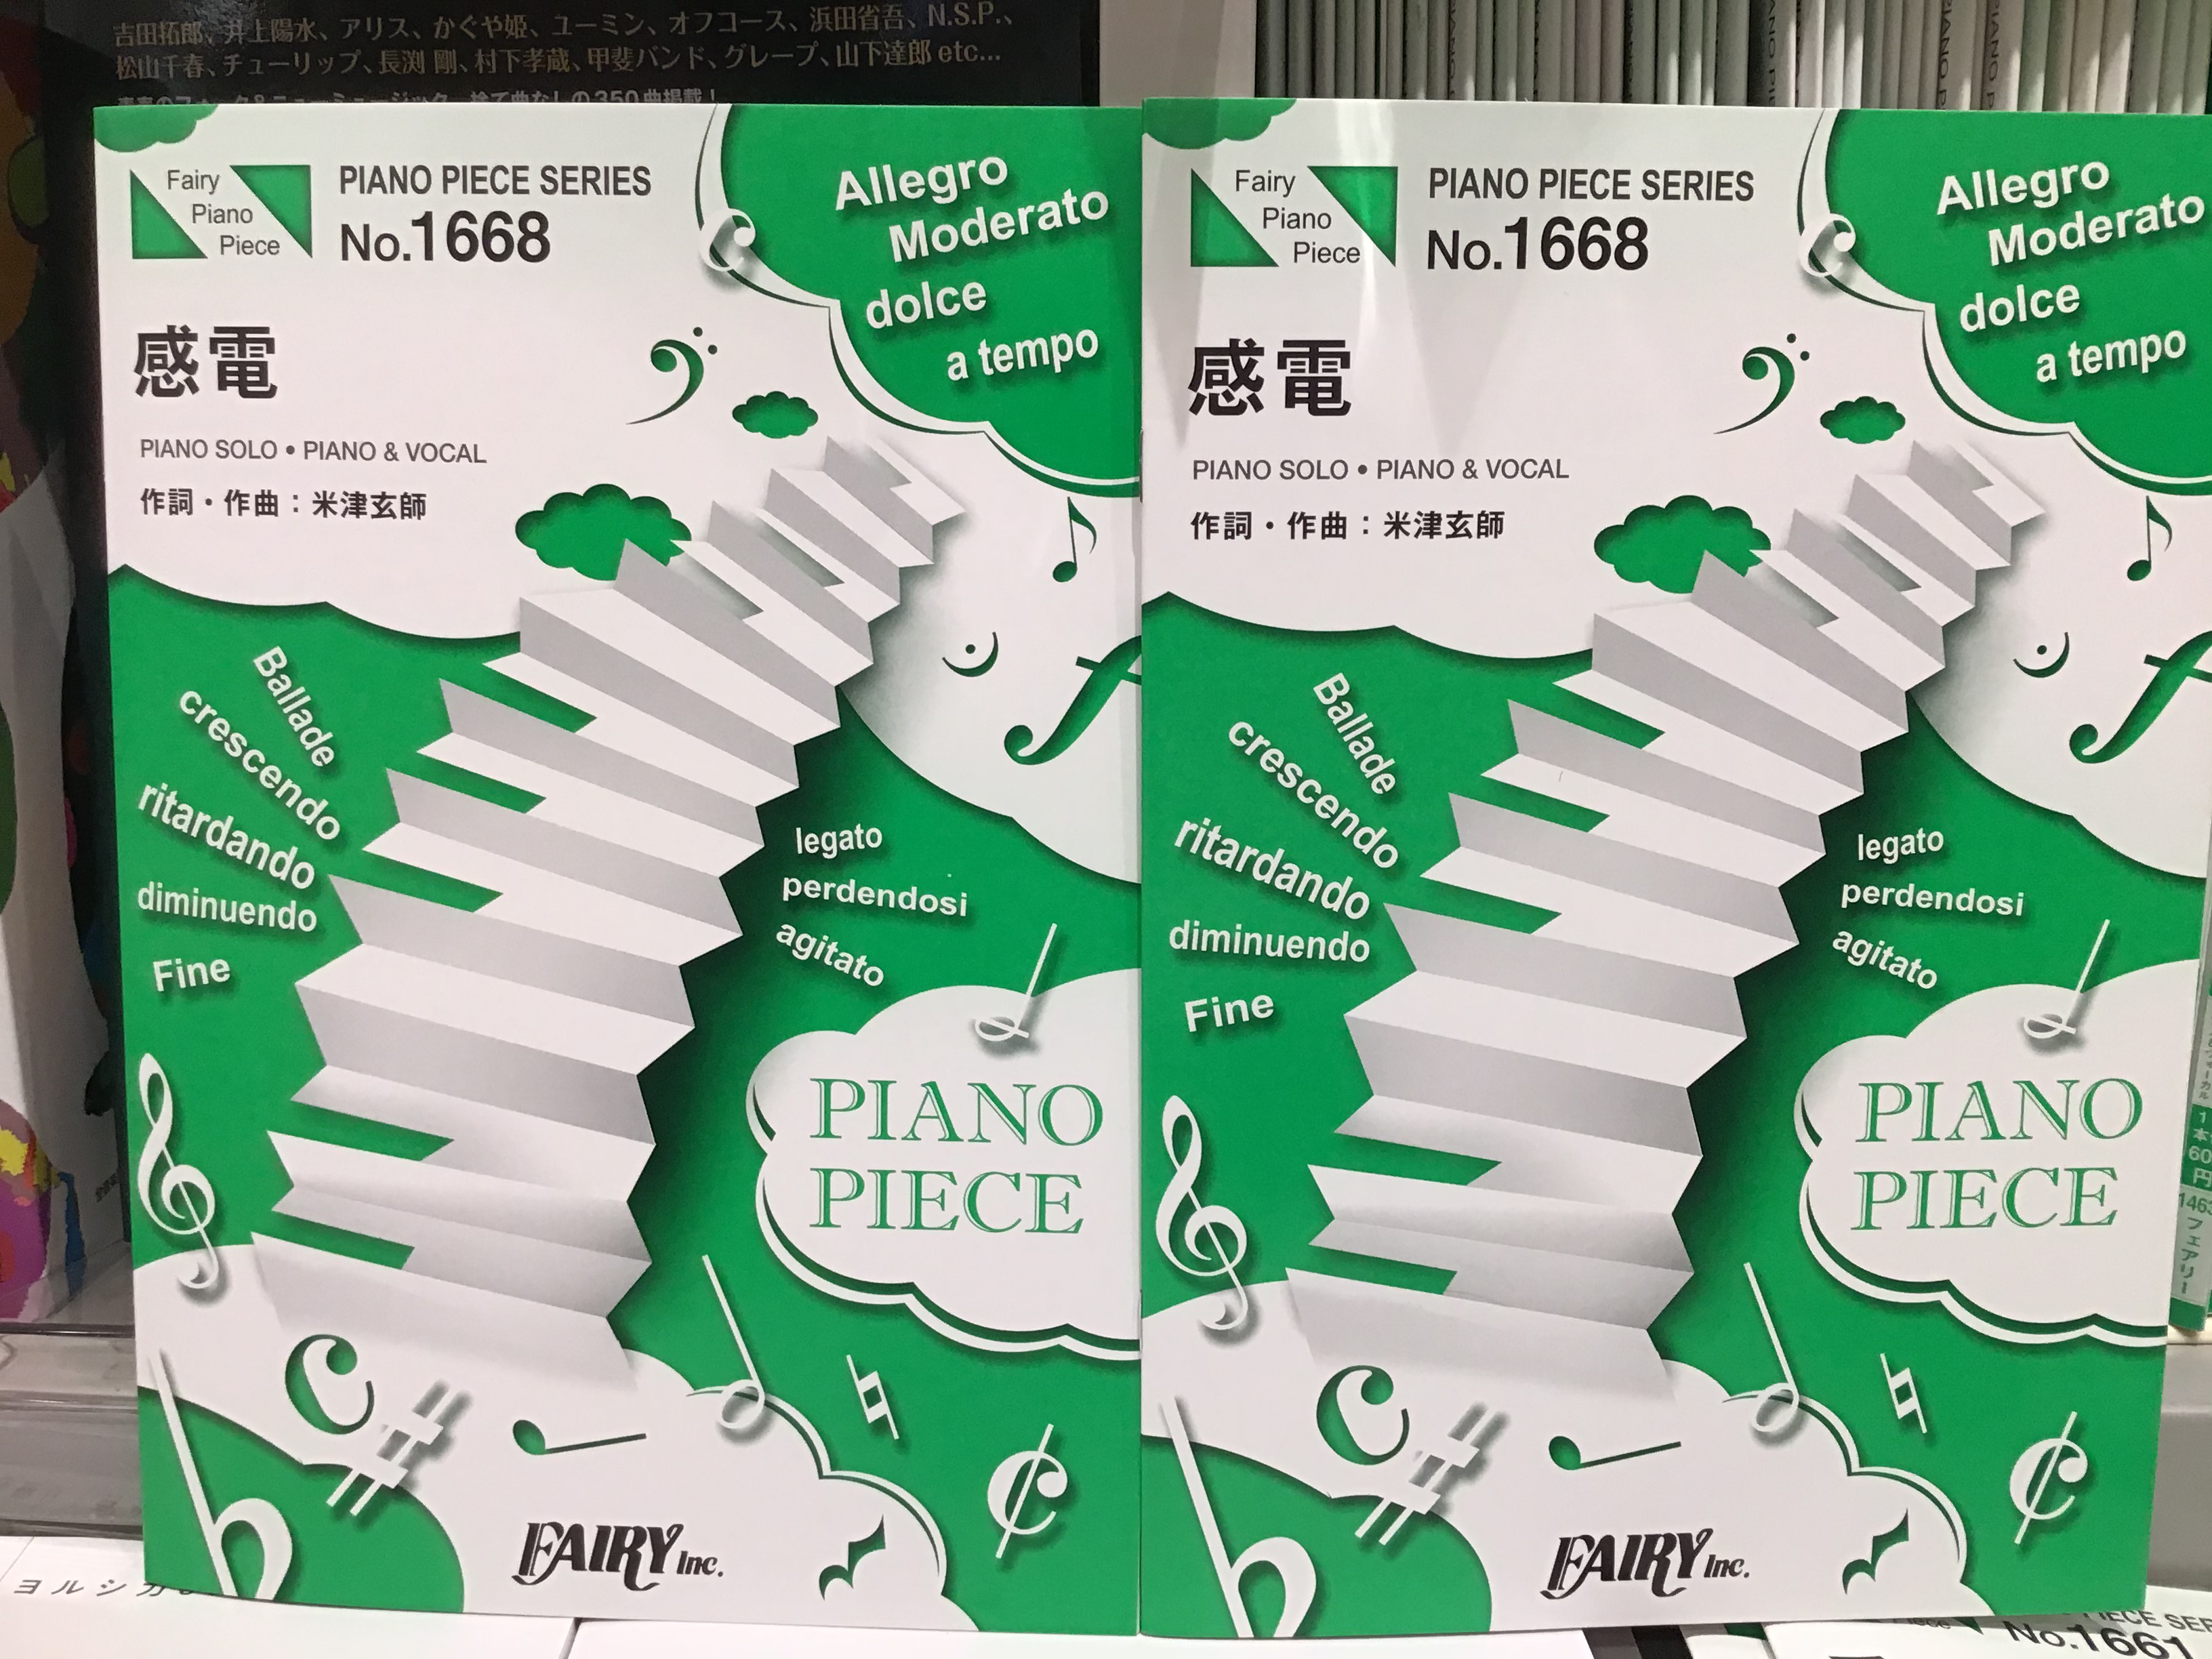 吉田拓郎、井上陽水、アリス、かぐや姫、ユーミン、オフコース、浜田省吾、N.S.P.、
松山千春、チューリップ、長渕 剛、村下孝蔵、甲斐バンド、グレープ、山下達郎 etc...
Fairy
Piano
Piece
PIANO PIECE SERIES
No.1668
感電
PIANO SOLO • PIANO & VOCAL
作詞・作曲：米津玄師
Allegro
Moderato
dolce
a tempo
Ballade
crescendo
ritardando
diminuendo
Fine
legato
perdendosi
agitato
PIANO
PIECE
FAIRY Inc.
Fairy
Piano
Piece
PIANO PIECE SERIES
No.1668
感電
PIANO SOLO • PIANO & VOCAL
作詞・作曲：米津玄師
Allegro
Moderato
dolce
a tempo
Ballade
crescendo
ritardando
diminuendo
Fine
legato
perdendosi
agitato
PIANO
PIECE
FAIRY Inc.
ヨルシカ
No.1661